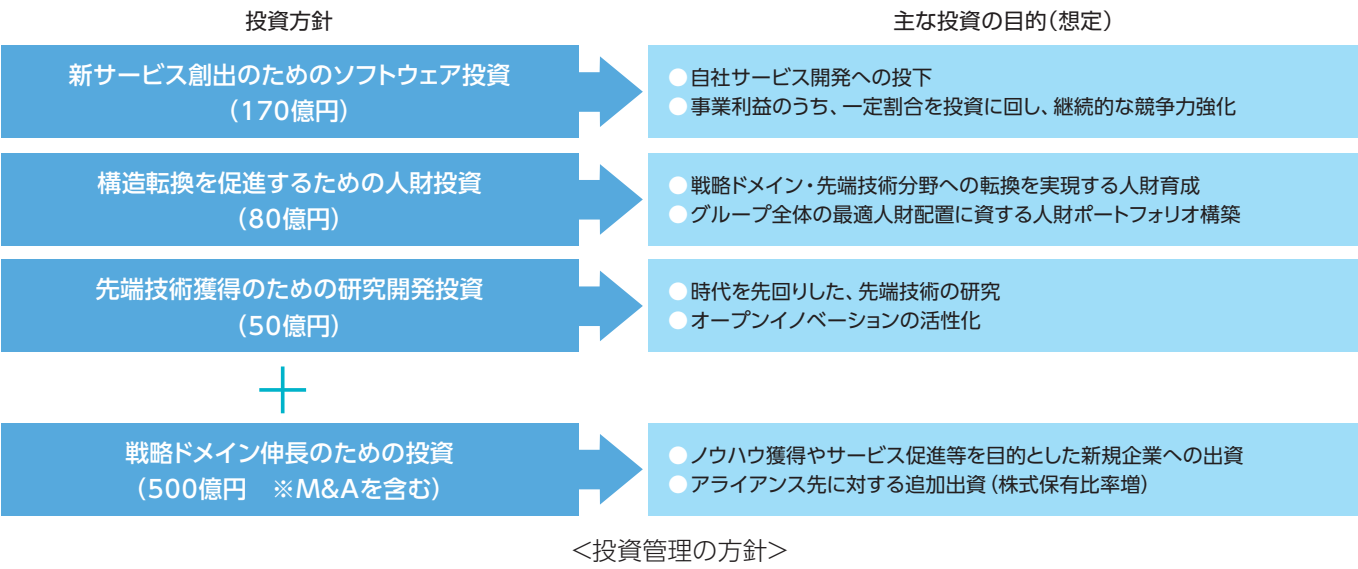 投資方針
主な投資の目的(想定)
新サービス創出のためのソフトウェア投資
(170億円)
●自社サービス開発への投下
●事業利益のうち、一定割合を投資に回し、継続的な競争力強化
構造転換を促進するための人財投資
(80億円)
●戦略ドメイン・先端技術分野への転換を実現する人財育成
●グループ全体の最適人財配置に資する人財ポートフォリオ構築
先端技術獲得のための研究開発投資
(50億円)
●時代を先回りした、先端技術の研究
●オープンイノベーションの活性化
+
戦略ドメイン伸長のための投資
(500億円 ※M&Aを含む)
●ノウハウ獲得やサービス促進等を目的とした新規企業への出資
●アライアンス先に対する追加出資(株式保有比率増)
<投資管理の方針>